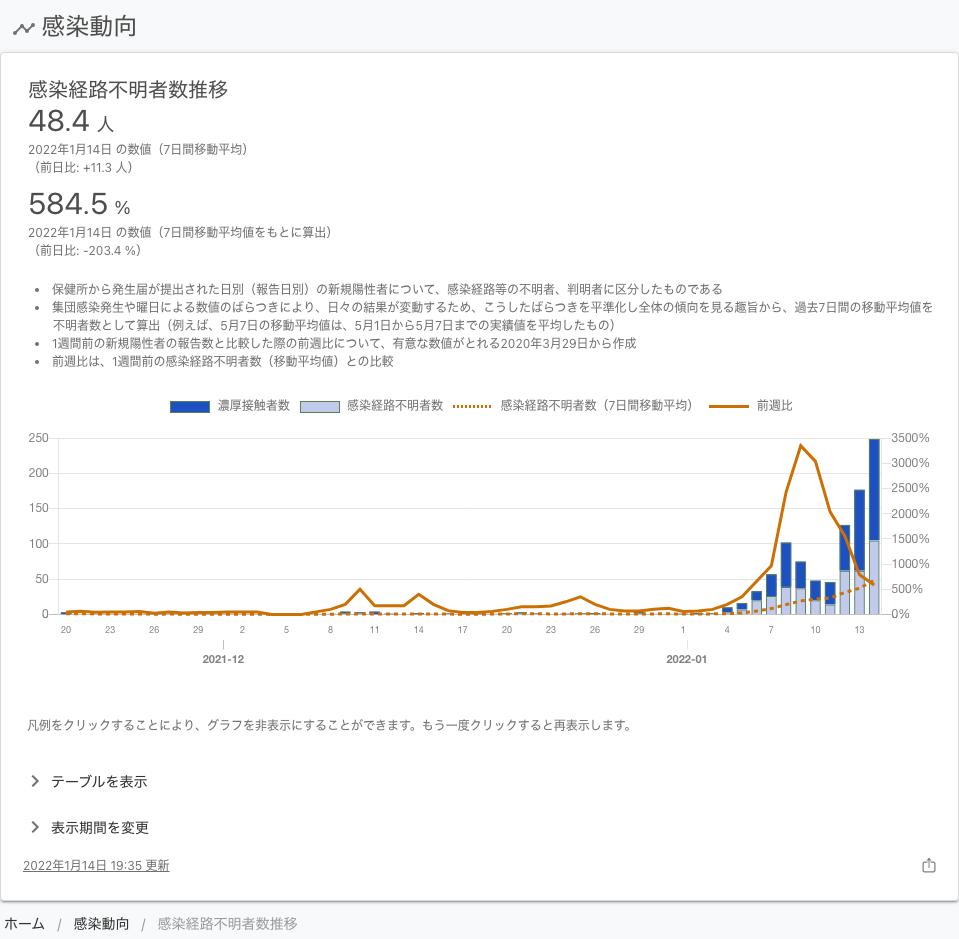 感染動向
感染経路不明者数推移
48.4 人
2022年1月14日 の数値（7日間移動平均）
（前日比: +11.3 人）
584.5 %
2022年1月14日 の数値（7日間移動平均値をもとに算出）
（前日比: -203.4 %）
• 保健所から発生届が提出された日別（報告日別）の新規陽性者について、感染経路等の不明者、判明者に区分したものである
• 集団感染発生や曜日による数値のばらつきにより、日々の結果が変動するため、こうしたばらつきを平準化し全体の傾向を見る趣旨から、過去7日間の移動平均値を
不明者数として算出（例えば、5月7日の移動平均値は、5月1日から5月7日までの実績値を平均したもの）
• 1週間前の新規陽性者の報告数と比較した際の前週比について、有意な数値がとれる2020年3月29日から作成
• 前週比は、1週間前の感染経路不明者数（移動平均値）との比較
濃厚接触者数 感染経路不明者数 感染経路不明者数（7日間移動平均） 前週比
250 3500%
3000%
200
2500%
150 2000%
1500%
100
1000%
50 500%
0 0%
20 23 26 29 2 5 8 11 14 17 20 23 26 29 1 4 7 10 13
2021-12 2022-01
凡例をクリックすることにより、グラフを非表示にすることができます。もう一度クリックすると再表示します。
テーブルを表示
表示期間を変更
2022年1月14日 19:35 更新
ホーム / 感染動向 / 感染経路不明者数推移